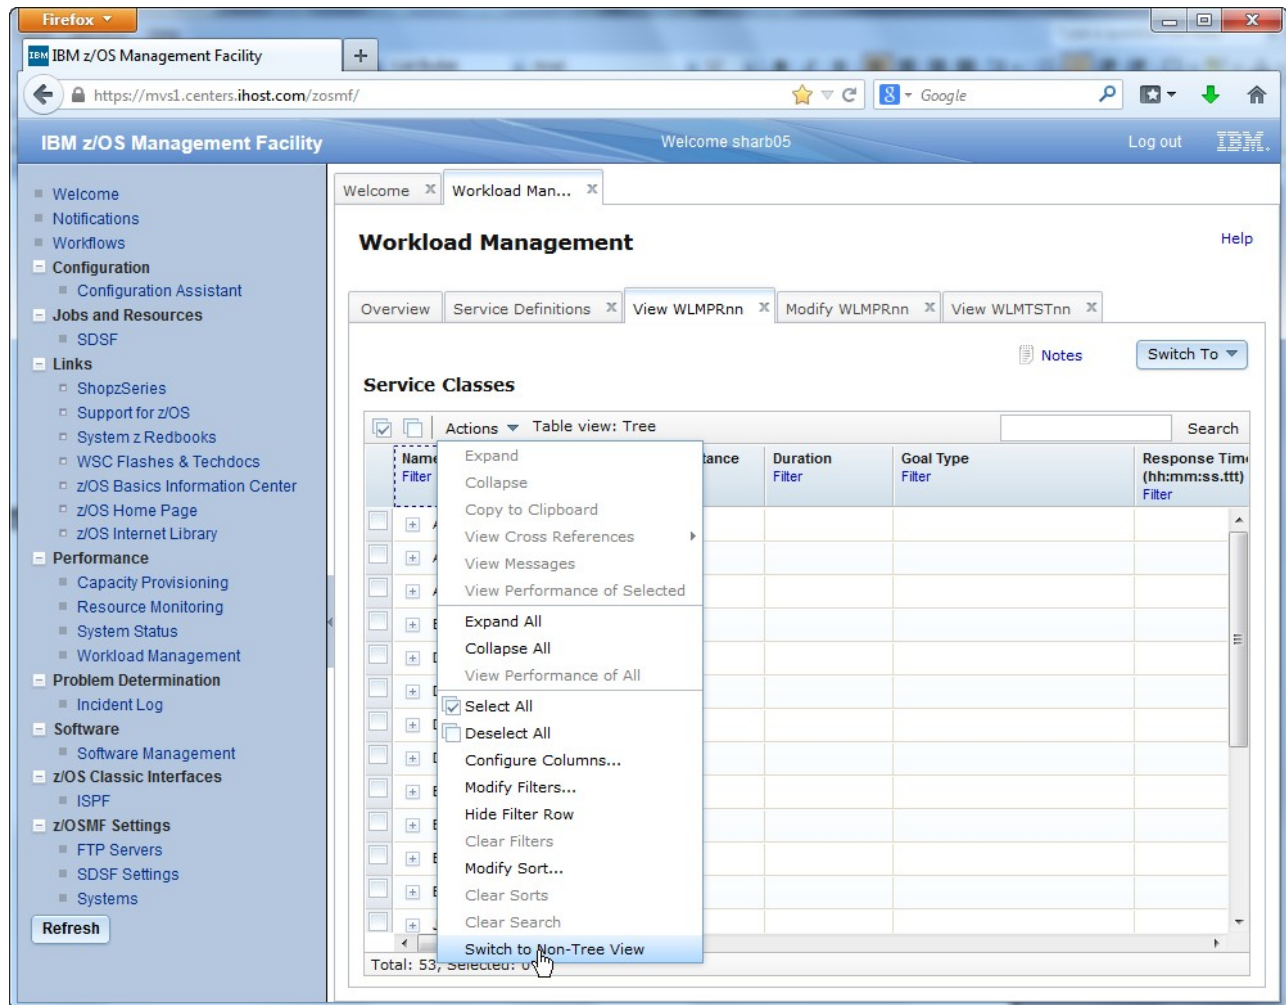 Firefox
IBM IBM z/OS Management Facility +
https://mvs1.centers.ihost.com/zosmf/ 8 Google
IBM z/OS Management Facility Welcome sharb05 Log out IBM.
Welcome
Notifications
Workflows
Configuration
Configuration Assistant
Jobs and Resources
SDSF
Links
ShopzSeries
Support for z/OS
System z Redbooks
WSC Flashes & Techdocs
z/OS Basics Information Center
z/OS Home Page
z/OS Internet Library
Performance
Capacity Provisioning
Resource Monitoring
System Status
Workload Management
Problem Determination
Incident Log
Software
Software Management
z/OS Classic Interfaces
ISPF
z/OSMF Settings
FTP Servers
SDSF Settings
Systems
Refresh
Welcome X Workload Man... X
Workload Management Help
Overview Service Definitions X View WLMPRnn X Modify WLMPRnn X View WLMTSTnn X
Notes Switch To
Service Classes
Actions Table view: Tree Search
Name tance Duration Goal Type Response Time
Filter Filter Filter (hh:mm:ss.ttt)
Filter
Expand
Collapse
Copy to Clipboard
View Cross References
View Messages
View Performance of Selected
Expand All
Collapse All
View Performance of All
Select All
Deselect All
Configure Columns...
Modify Filters...
Hide Filter Row
Clear Filters
Modify Sort...
Clear Sorts
Clear Search
Switch to Non-Tree View
Total: 53, Selected: 0